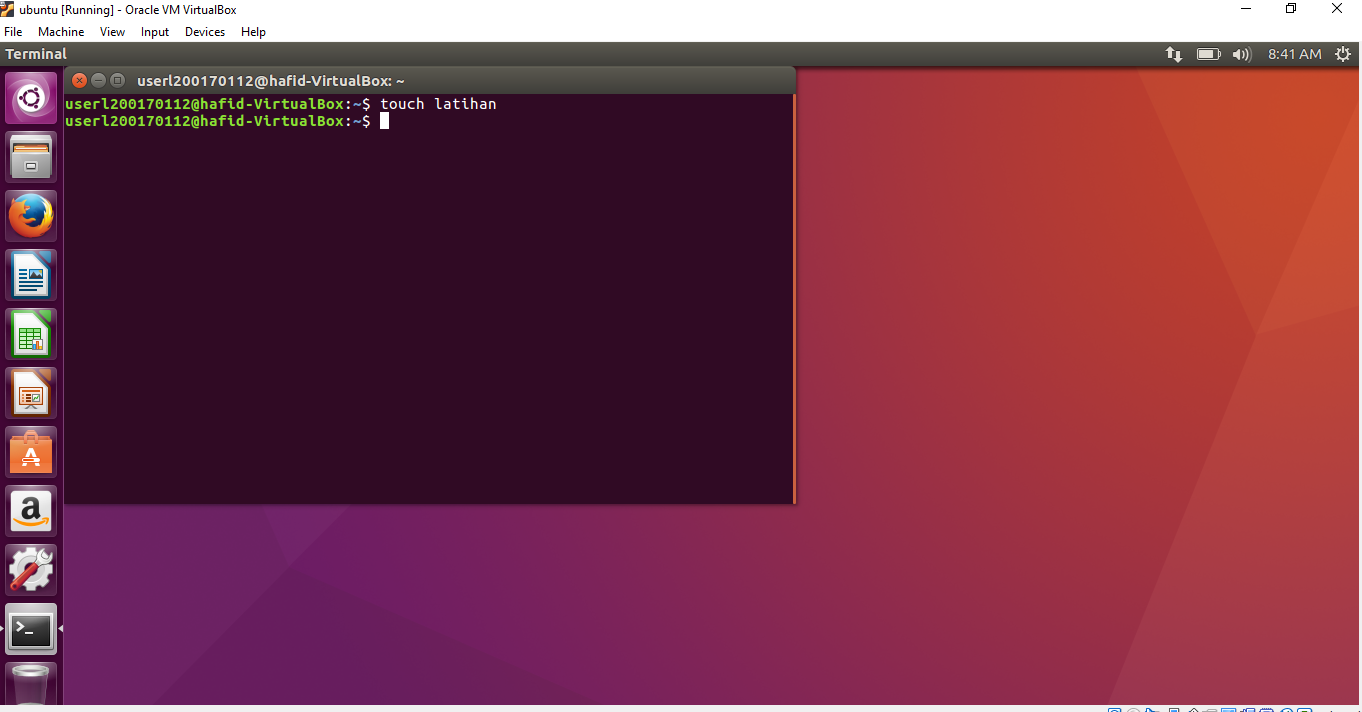 ubuntu [Running] - Oracle VM VirtualBox
File Machine View Input Devices Help
Terminal 8:41 AM
userl200170112@hafid-VirtualBox: ~
userl200170112@hafid-VirtualBox:~$ touch latihan
userl200170112@hafid-VirtualBox:~$